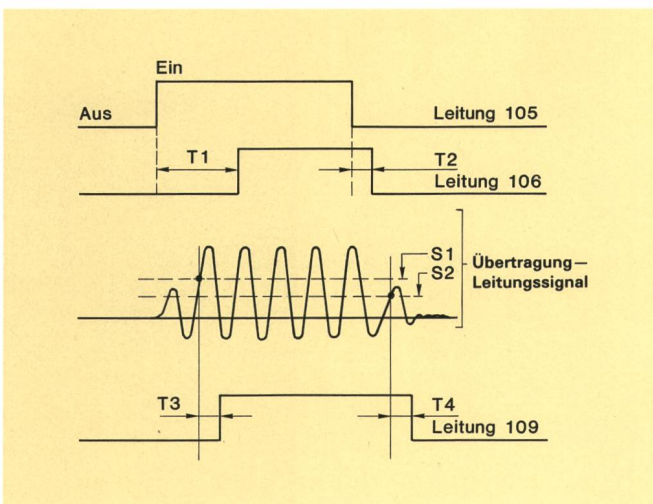 Ein
Aus
Leitung 105
T1
T2
Leitung 106
S1
S2
Übertragung—
Leitungssignal
T3
T4
Leitung 109